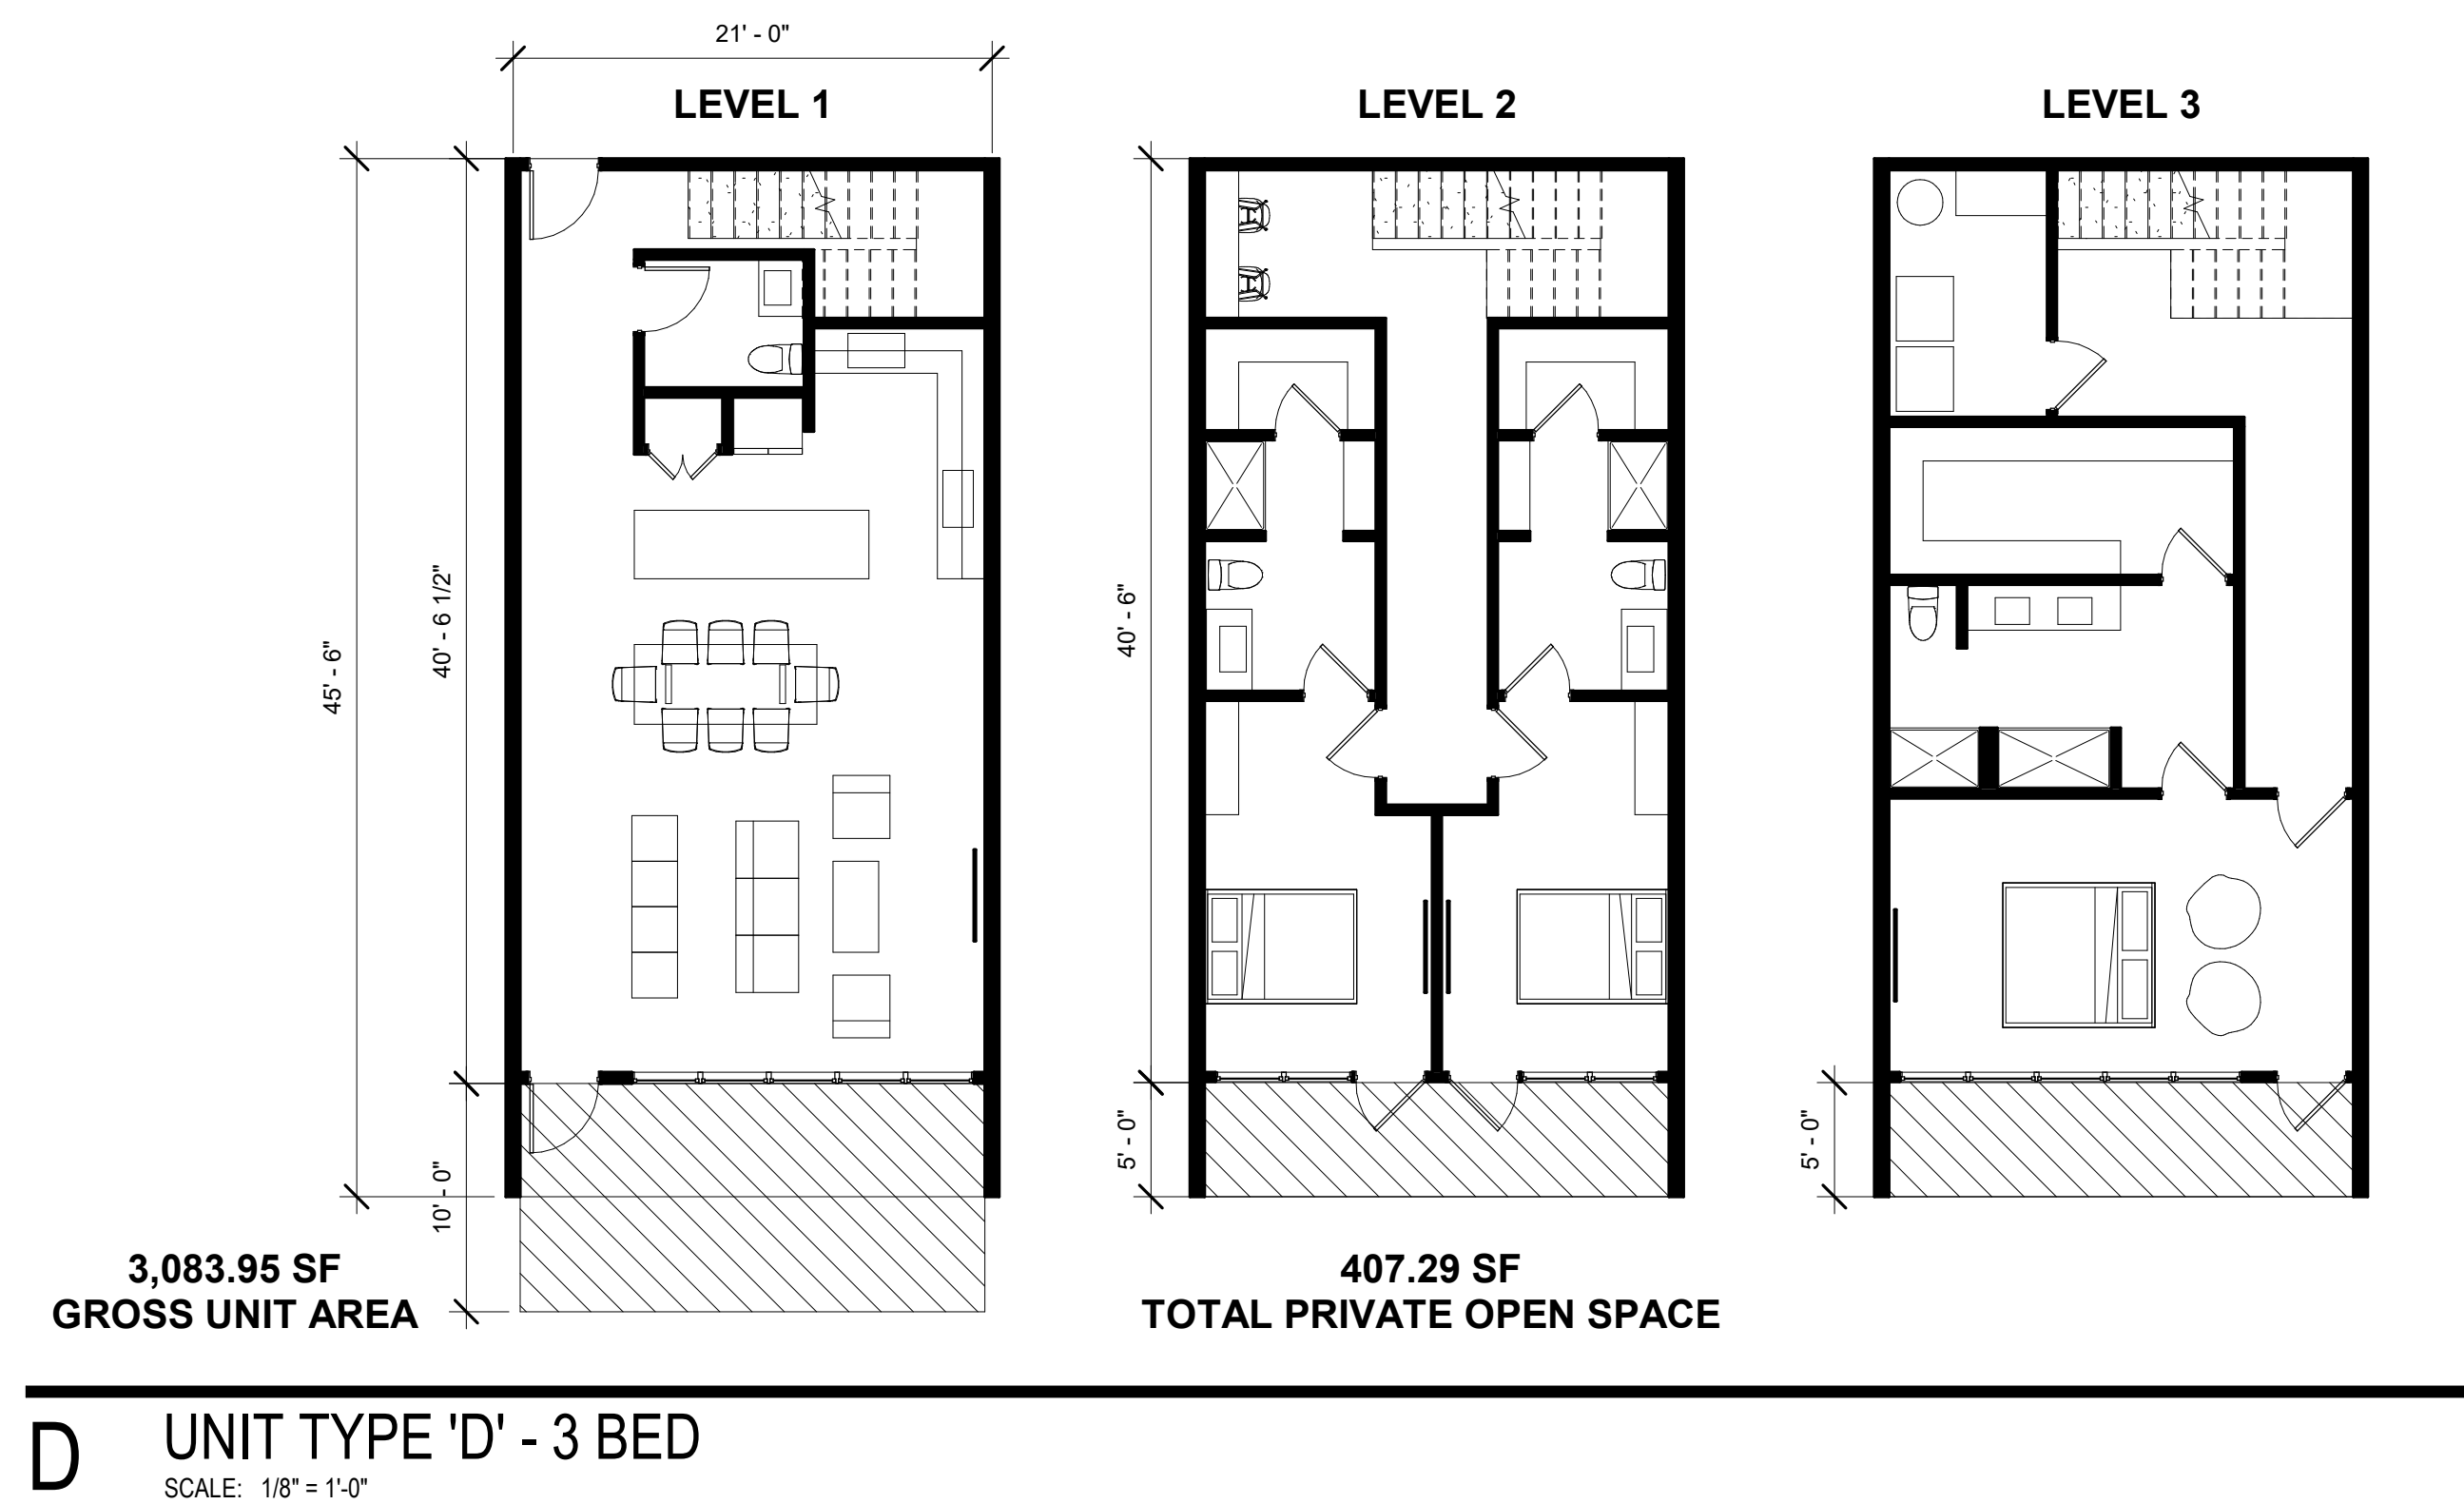 21' - 0"
LEVEL 1
LEVEL 2
LEVEL 3
45' - 6"
40' - 6 1/2"
10' - 0"
40' - 6"
5' - 0"
5' - 0"
3,083.95 SF
GROSS UNIT AREA
407.29 SF
TOTAL PRIVATE OPEN SPACE
D
UNIT TYPE 'D' - 3 BED
SCALE: 1/8" = 1'-0"